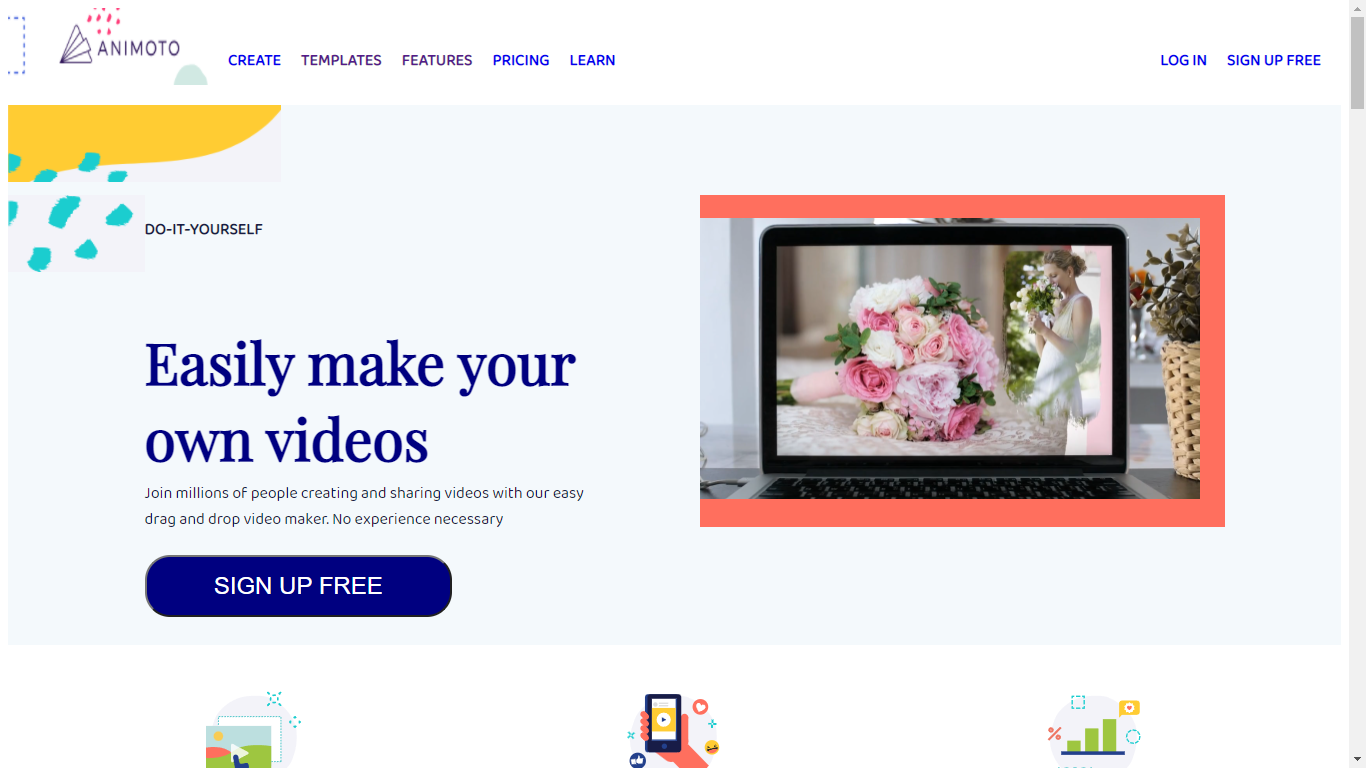 ANIMOTO
CREATE TEMPLATES FEATURES PRICING LEARN LOG IN SIGN UP FREE
DO-IT-YOURSELF
Easily make your
own videos
Join millions of people creating and sharing videos with our easy
drag and drop video maker. No experience necessary
SIGN UP FREE